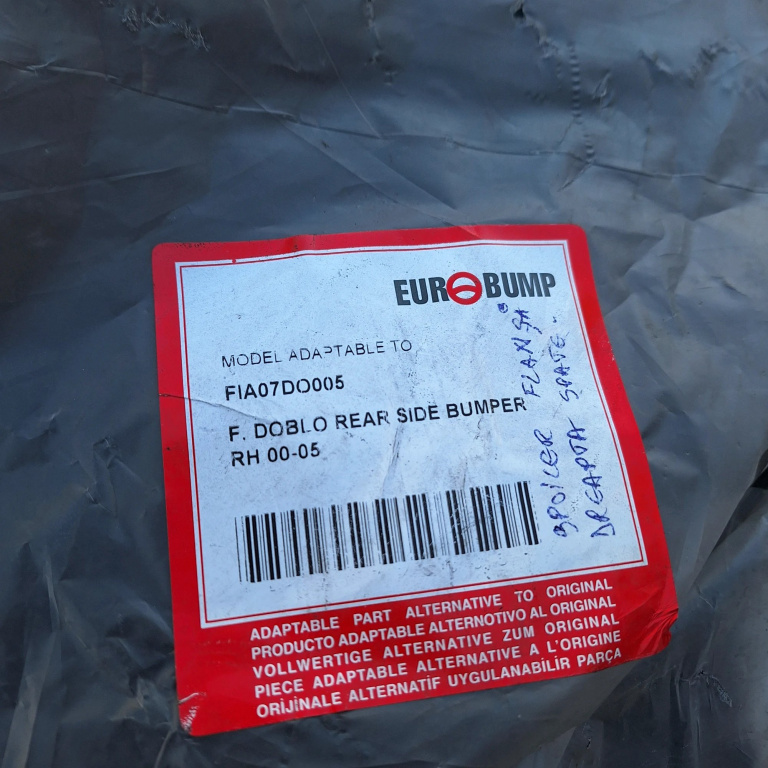 EUROBUMP
MODEL ADAPTABLE TO
FIA07DO005
F. DOBLO REAR SIDE BUMPER
RH 00-05
SPOILER FLANSA
DREAPTA SPATE.
ADAPTABLE PART ALTERNATIVE TO ORIGINAL
PRODUCTO ADAPTABLE ALTERNOTIVO AL ORIGINAL
VOLLWERTIGE ALTERNATIVE ZUM ORIGINAL
PIECE ADAPTABLE ALTERNATIVE A L'ORIGINE
ORİJİNALE ALTERNATİF UYGULANABİLİR PARÇA